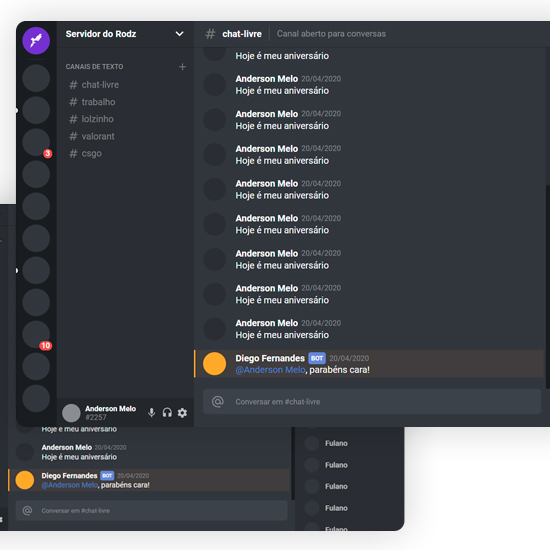 Servidor do Rodz
CANAIS DE TEXTO
# chat-livre
# trabalho
# lolzinho
# valorant
# csgo
3
10
Anderson Melo
#2257
# chat-livre Canal aberto para conversas
Hoje é meu aniversário
Anderson Melo 20/04/2020
Hoje é meu aniversário
Anderson Melo 20/04/2020
Hoje é meu aniversário
Anderson Melo 20/04/2020
Hoje é meu aniversário
Anderson Melo 20/04/2020
Hoje é meu aniversário
Anderson Melo 20/04/2020
Hoje é meu aniversário
Anderson Melo 20/04/2020
Hoje é meu aniversário
Anderson Melo 20/04/2020
Hoje é meu aniversário
Anderson Melo 20/04/2020
Hoje é meu aniversário
Diego Fernandes BOT 20/04/2020
@Anderson Melo, parabéns cara!
@ Conversar em #chat-livre
Hoje é meu aniversário
Anderson Melo 20/04/2020
Hoje é meu aniversário
Diego Fernandes BOT 20/04/2020
@Anderson Melo, parabéns cara!
@ Conversar em #chat-livre
Fulano
Fulano
Fulano
Fulano
Fulano